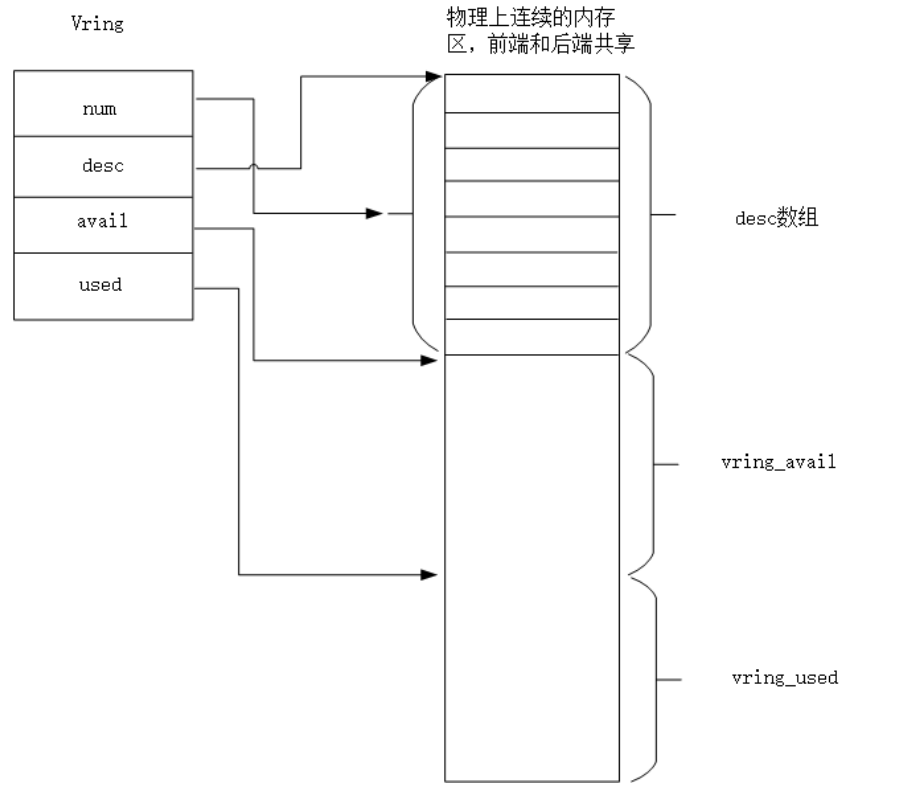 Vring
物理上连续的内存
区，前端和后端共享
num
desc
avail
used
desc数组
vring_avail
vring_used